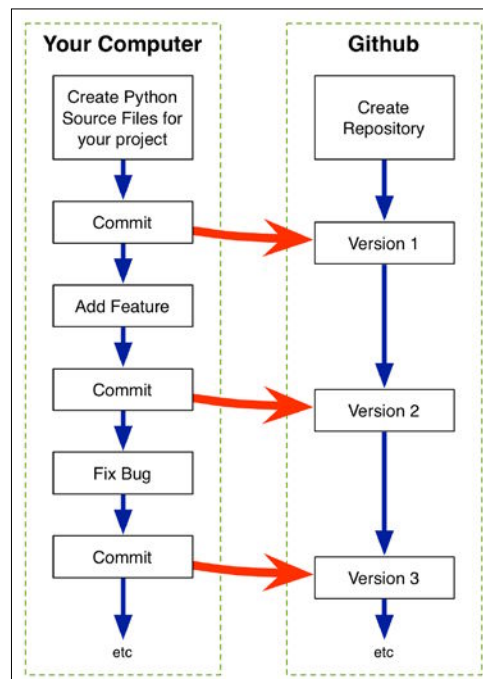 Your Computer
Create Python
Source Files for
your project
Commit
Add Feature
Commit
Fix Bug
Commit
etc
Github
Create
Repository
Version 1
Version 2
Version 3
etc